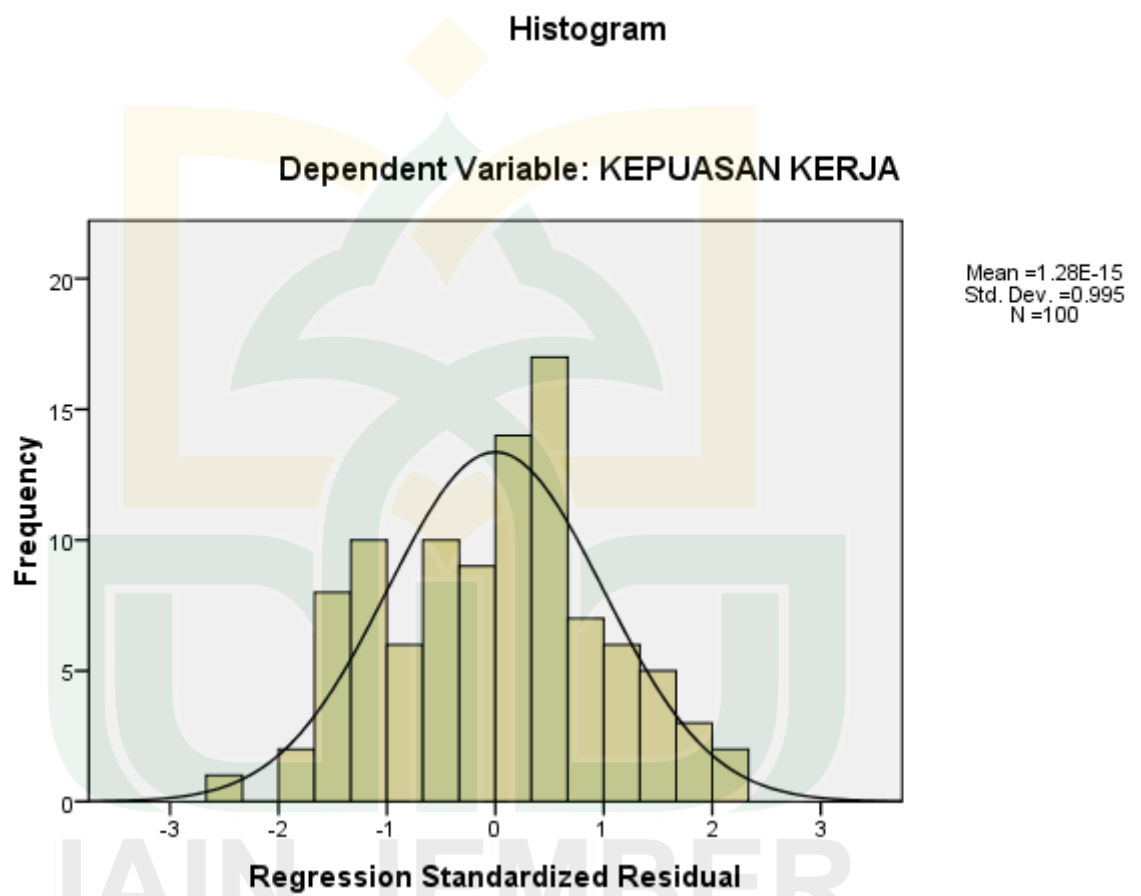 Histogram
Dependent Variable: KEPUASAN KERJA
Mean =1.28E-15
Std. Dev. =0.995
N =100
20
15
10
5
0
Frequency
-3 -2 -1 0 1 2 3
Regression Standardized Residual
IAIN JEMBER